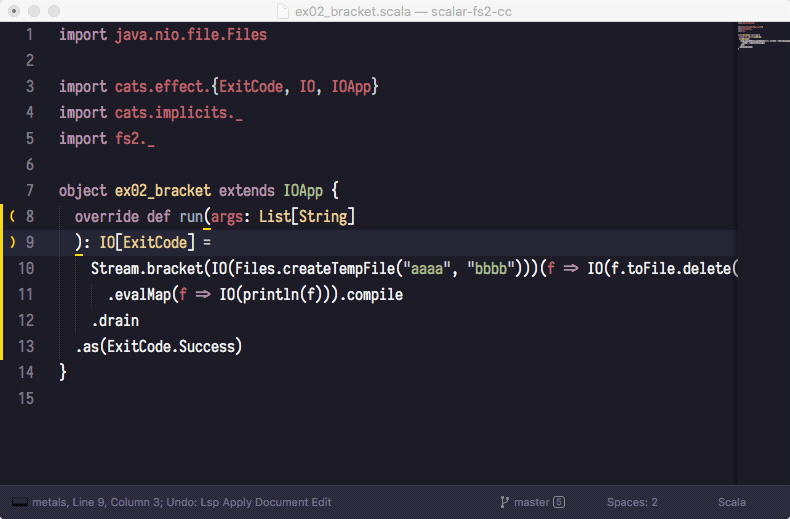 ex02_bracket.scala — scalar-fs2-cc
1 import java.nio.file.Files
2
3 import cats.effect.{ExitCode, IO, IOApp}
4 import cats.implicits._
5 import fs2._
6
7 object ex02_bracket extends IOApp {
( 8 override def run(args: List[String]
) 9 ): IO[ExitCode] =
10 Stream.bracket(IO(Files.createTempFile("aaaa", "bbbb")))(f ⇒ IO(f.toFile.delete(
11 .evalMap(f ⇒ IO(println(f))).compile
12 .drain
13 .as(ExitCode.Success)
14 }
15
metals, Line 9, Column 3; Undo: Lsp Apply Document Edit master 5 Spaces: 2 Scala